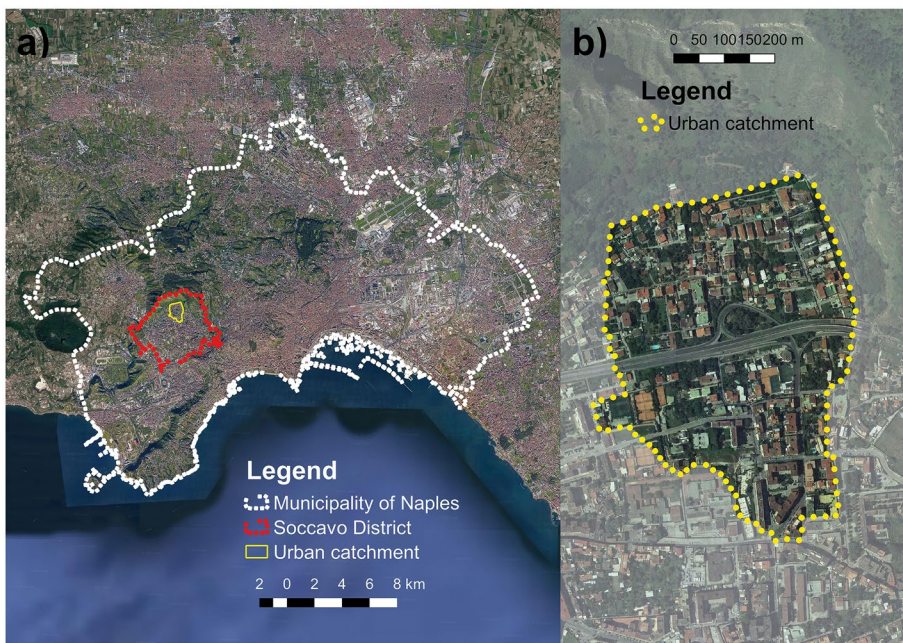 a)
Legend
Municipality of Naples
Soccavo District
Urban catchment
2 0 2 4 6 8 km
b)
0 50 100150200 m
Legend
Urban catchment